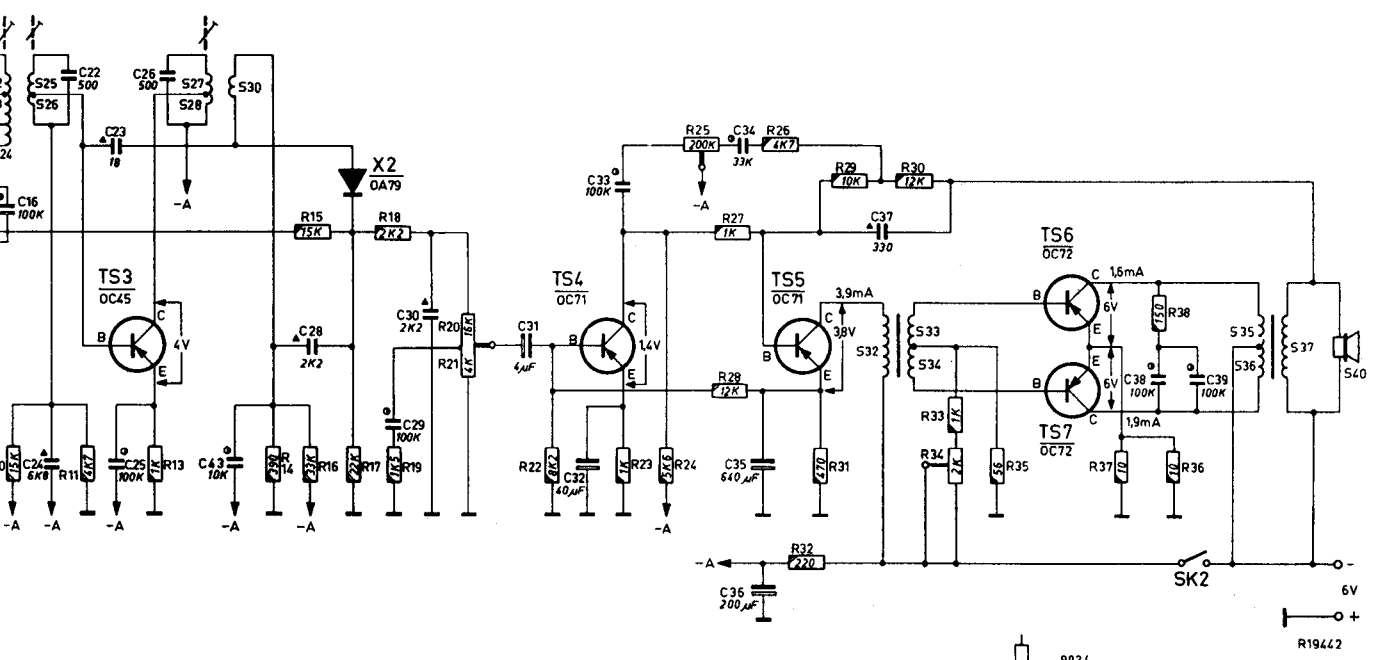 C22
500
S25
S26
C26
500
S27
S28
S30
24
C23
18
X2
OA79
R25
200K
C34
33K
R26
4K7
C33
100K
R29
10K
R30
12K
C16
100K
-A
-A
R15
15K
R18
2K2
R27
1K
C37
330
TS3
OC45
TS4
OC71
TS5
OC71
TS6
OC72
C
1,6mA
B
6V
E
150
R38
C
B
4V
E
C28
2K2
C30
2K2
R20
16K
R21
4K
C31
4µF
C
B
1,4V
E
3,9mA
C
3,8V
B
E
S32
S33
S34
S35
S36
S37
S40
E
6V
B
C
1,9mA
TS7
OC72
C38
100K
C39
100K
R28
12K
R33
1K
R34
2K
56
R35
R37
10
10
R36
15K
C24
6K8
R11
4K7
C25
100K
1K
R13
C43
10K
390
R14
33K
R16
22K
R17
C29
100K
1K5
R19
R22
8K2
C32
40µF
1K
R23
5K6
R24
C35
640µF
470
R31
-A
-A
-A
-A
-A
-A
-A
R32
220
C36
200µF
SK2
-
6V
+
R19442